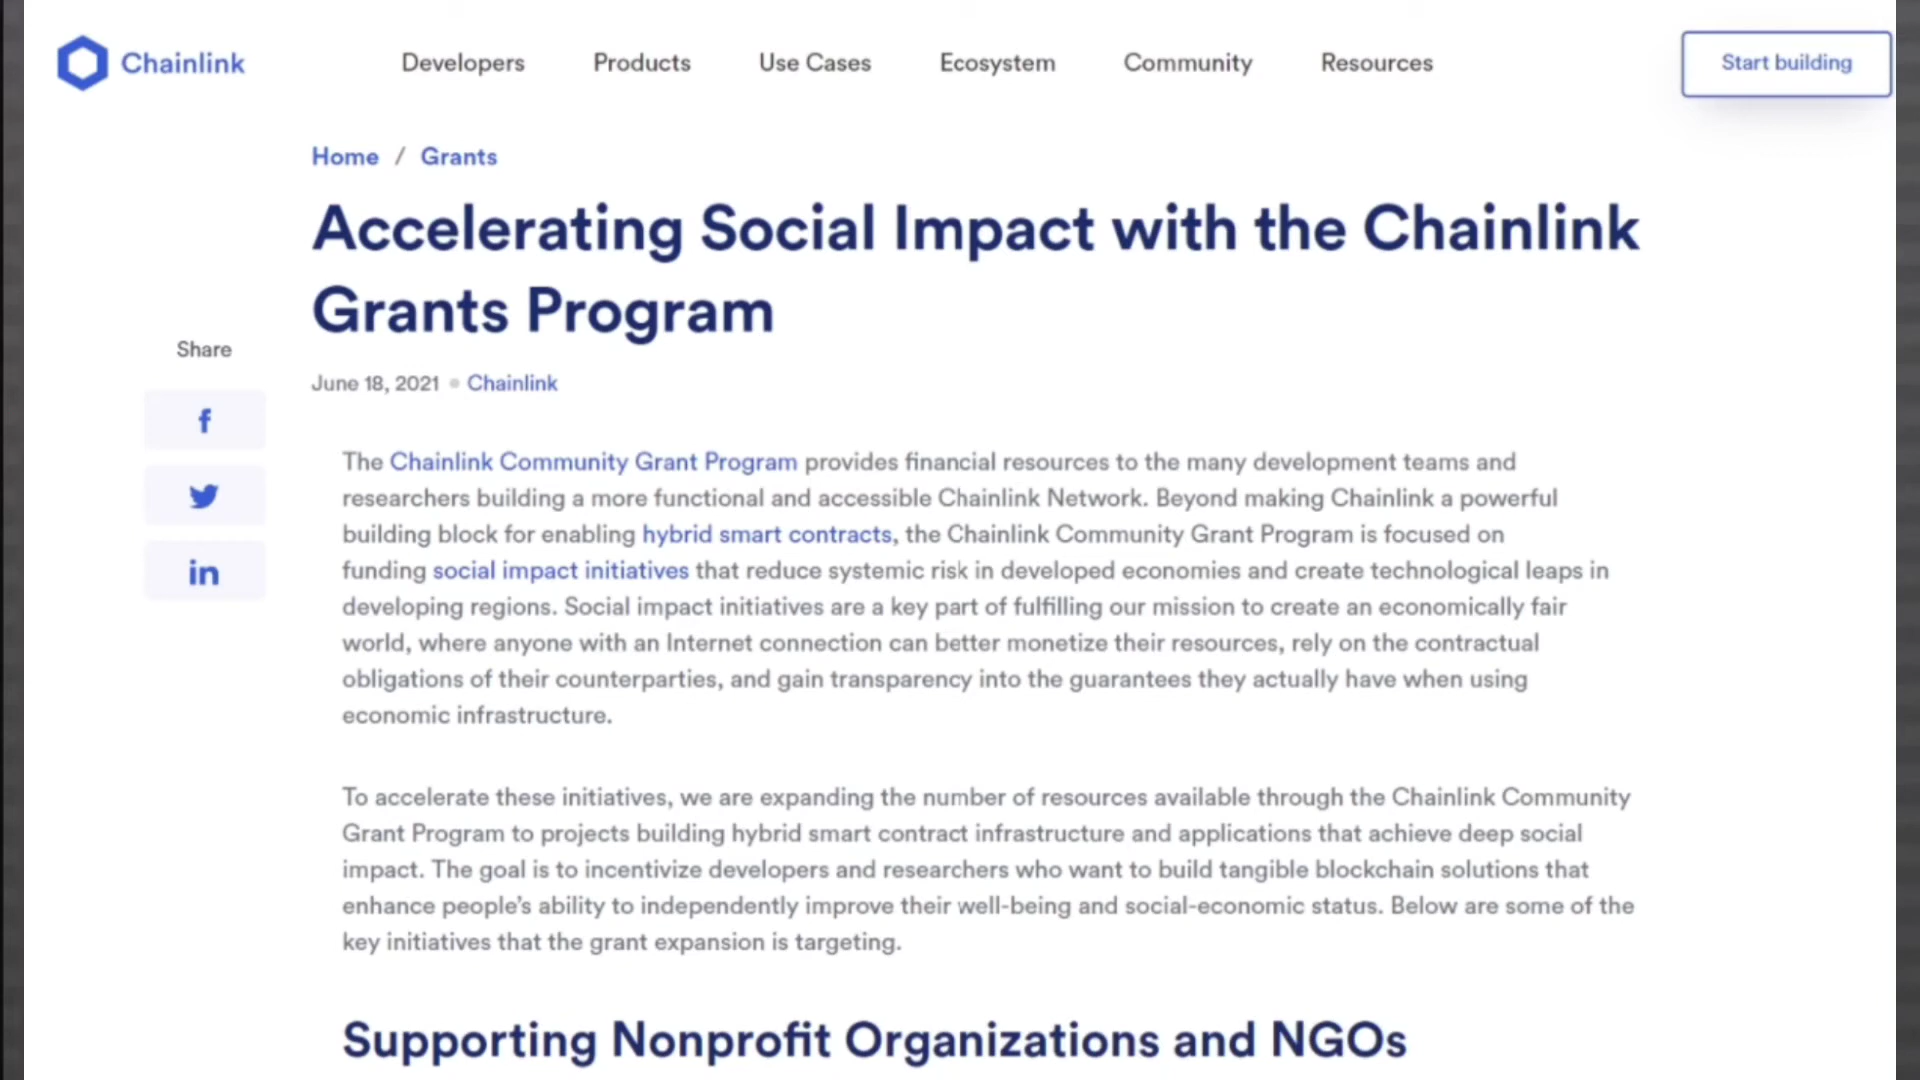 Chainlink
Developers
Products
Use Cases
Ecosystem
Community
Resources
Start building
Home / Grants
Accelerating Social Impact with the Chainlink
Grants Program
Share
June 18, 2021 • Chainlink
f
in
The Chainlink Community Grant Program provides financial resources to the many development teams and
researchers building a more functional and accessible Chainlink Network. Beyond making Chainlink a powerful
building block for enabling hybrid smart contracts, the Chainlink Community Grant Program is focused on
funding social impact initiatives that reduce systemic risk in developed economies and create technological leaps in
developing regions. Social impact initiatives are a key part of fulfilling our mission to create an economically fair
world, where anyone with an Internet connection can better monetize their resources, rely on the contractual
obligations of their counterparties, and gain transparency into the guarantees they actually have when using
economic infrastructure.
To accelerate these initiatives, we are expanding the number of resources available through the Chainlink Community
Grant Program to projects building hybrid smart contract infrastructure and applications that achieve deep social
impact. The goal is to incentivize developers and researchers who want to build tangible blockchain solutions that
enhance people’s ability to independently improve their well-being and social-economic status. Below are some of the
key initiatives that the grant expansion is targeting.
Supporting Nonprofit Organizations and NGOs